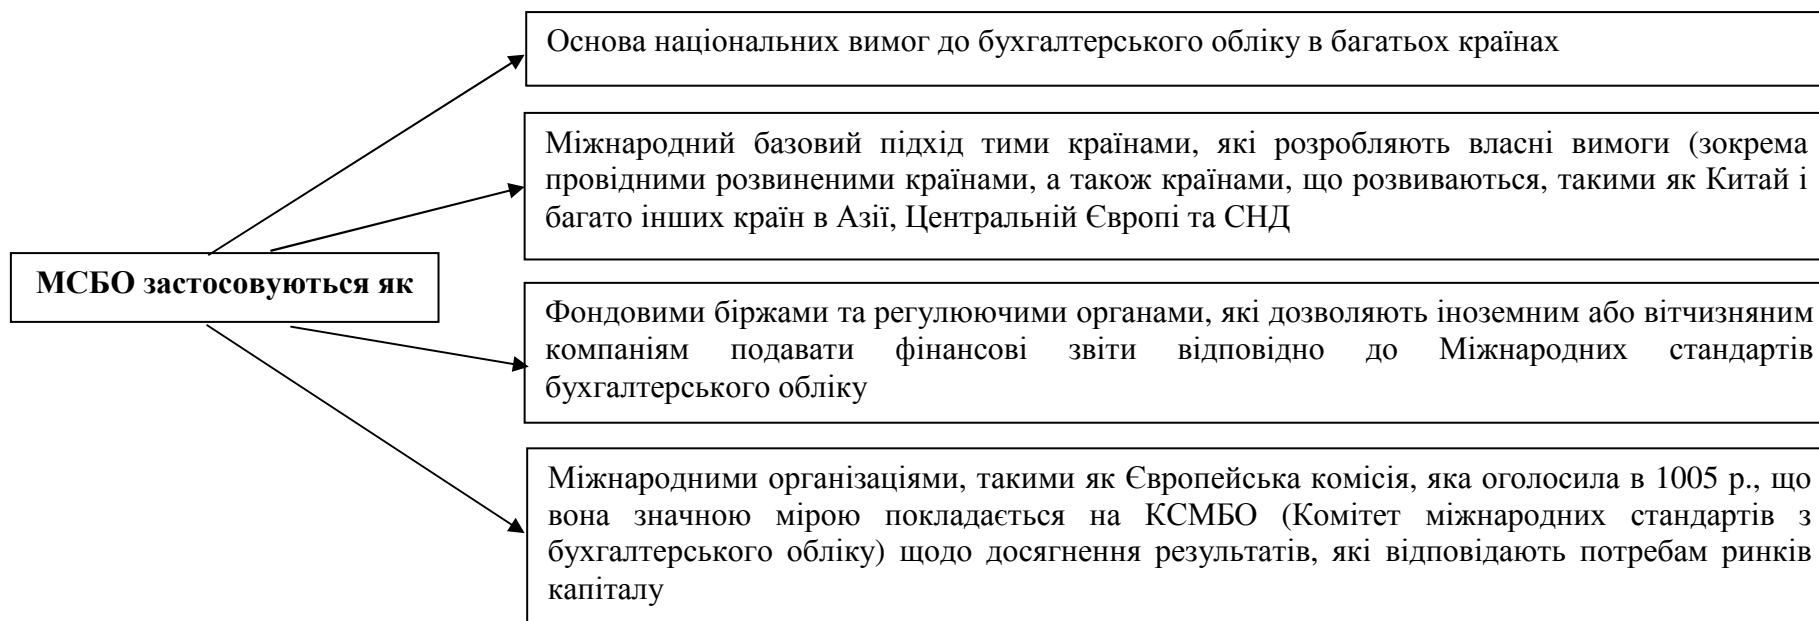 Основа національних вимог до бухгалтерського обліку в багатьох країнах
Міжнародний базовий підхід тими країнами, які розробляють власні вимоги (зокрема
провідними розвиненими країнами, а також країнами, що розвиваються, такими як Китай і
багато інших країн в Азії, Центральній Європі та СНД
МСБО застосовуються як
Фондовими біржами та регулюючими органами, які дозволяють іноземним або вітчизняним
компаніям подавати фінансові звіти відповідно до Міжнародних стандартів
бухгалтерського обліку
Міжнародними організаціями, такими як Європейська комісія, яка оголосила в 1005 р., що
вона значною мірою покладається на КСМБО (Комітет міжнародних стандартів з
бухгалтерського обліку) щодо досягнення результатів, які відповідають потребам ринків
капіталу